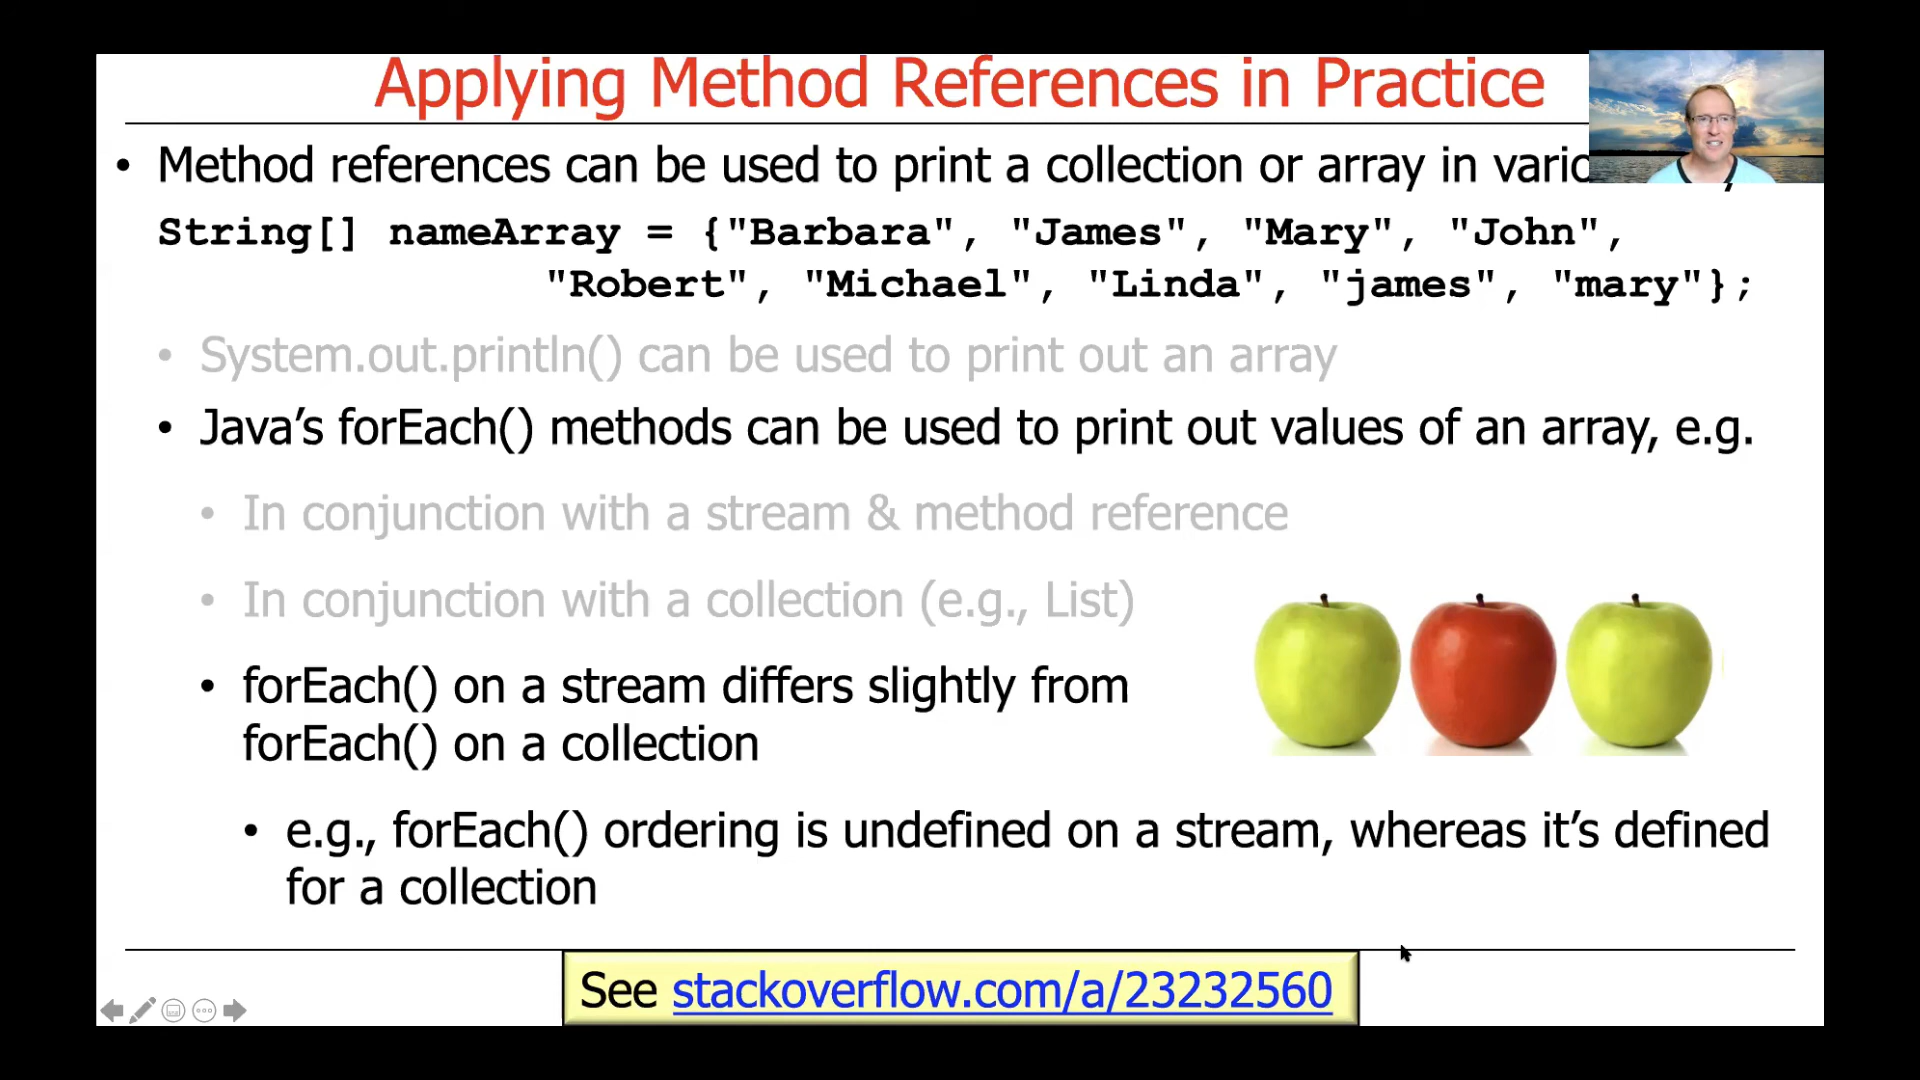 Applying Method References in Practice
• Method references can be used to print a collection or array in
String[] nameArray = {"Barbara", "James", "Mary", "John",
"Robert", "Michael", "Linda", "james", "mary"};
• System.out.println() can be used to print out an array
• Java’s forEach() methods can be used to print out values of an array, e.g.
• In conjunction with a stream & method reference
• In conjunction with a collection (e.g., List)
• forEach() on a stream differs slightly from
forEach() on a collection
• e.g., forEach() ordering is undefined on a stream, whereas it’s defined
for a collection
See stackoverflow.com/a/23232560